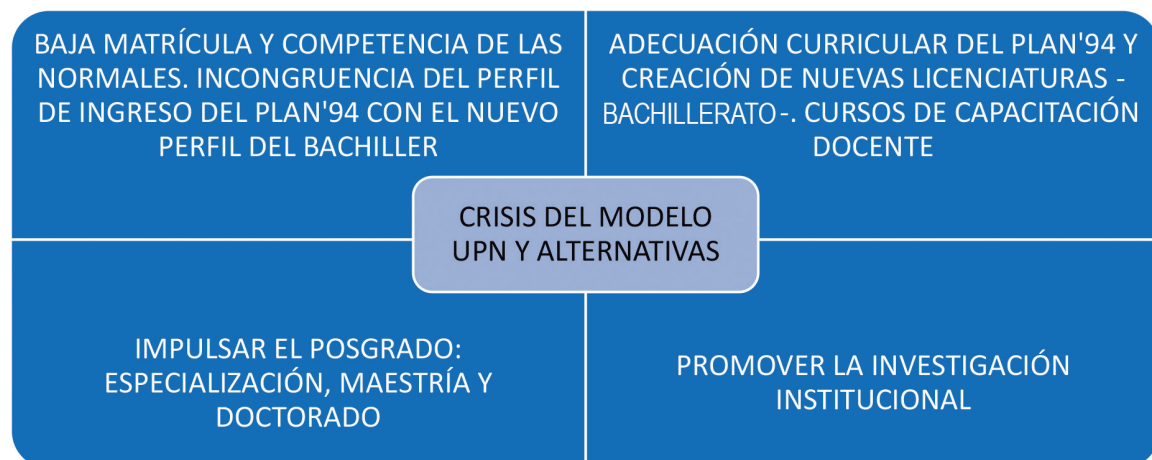 BAJA MATRÍCULA Y COMPETENCIA DE LAS
NORMALES. INCONGRUENCIA DEL PERFIL
DE INGRESO DEL PLAN'94 CON EL NUEVO
PERFIL DEL BACHILLER
ADECUACIÓN CURRICULAR DEL PLAN'94 Y
CREACIÓN DE NUEVAS LICENCIATURAS -
BACHILLERATO -. CURSOS DE CAPACITACIÓN
DOCENTE
CRISIS DEL MODELO
UPN Y ALTERNATIVAS
IMPULSAR EL POSGRADO:
ESPECIALIZACIÓN, MAESTRÍA Y
DOCTORADO
PROMOVER LA INVESTIGACIÓN
INSTITUCIONAL